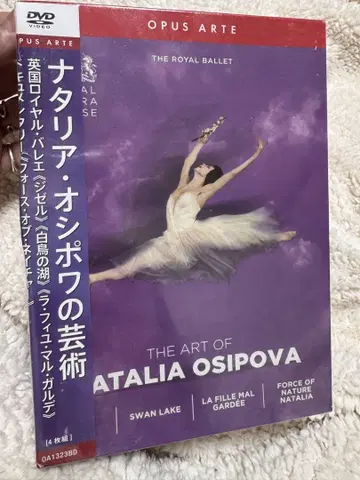 DVD
VIDEO
OPUS ARTE
OPUS ARTE
THE ROYAL BALLET
ナタリア・オシポワの芸術
英国ロイヤル・バレエ《ジゼル》《白鳥の湖》《ラ・フィユ・マル・ガルデ》
[4枚組]
OA1323BD
THE ART OF
ATALIA OSIPOVA
SWAN LAKE
LA FILLE MAL
GARDÉE
FORCE OF
NATURE
NATALIA